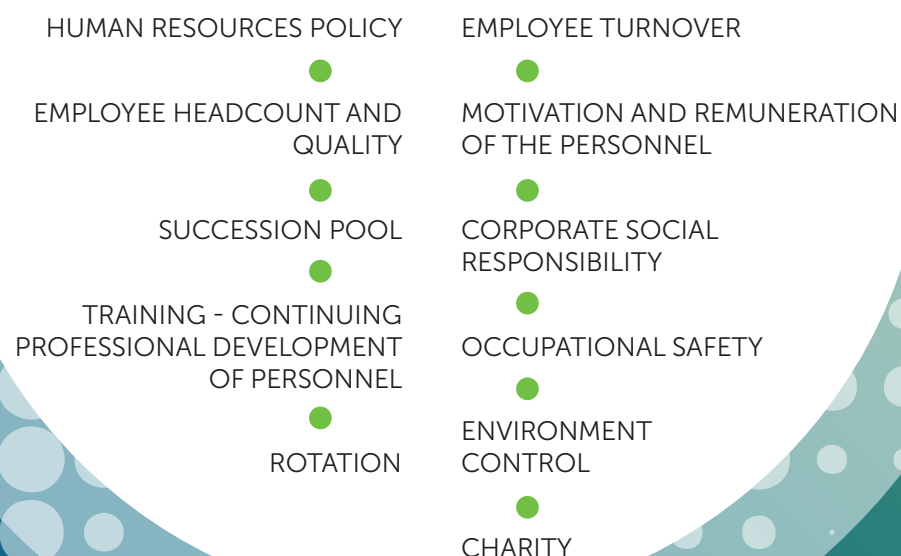 HUMAN RESOURCES POLICY
EMPLOYEE HEADCOUNT AND
QUALITY
SUCCESSION POOL
TRAINING - CONTINUING
PROFESSIONAL DEVELOPMENT
OF PERSONNEL
ROTATION
EMPLOYEE TURNOVER
MOTIVATION AND REMUNERATION
OF THE PERSONNEL
CORPORATE SOCIAL
RESPONSIBILITY
OCCUPATIONAL SAFETY
ENVIRONMENT
CONTROL
CHARITY